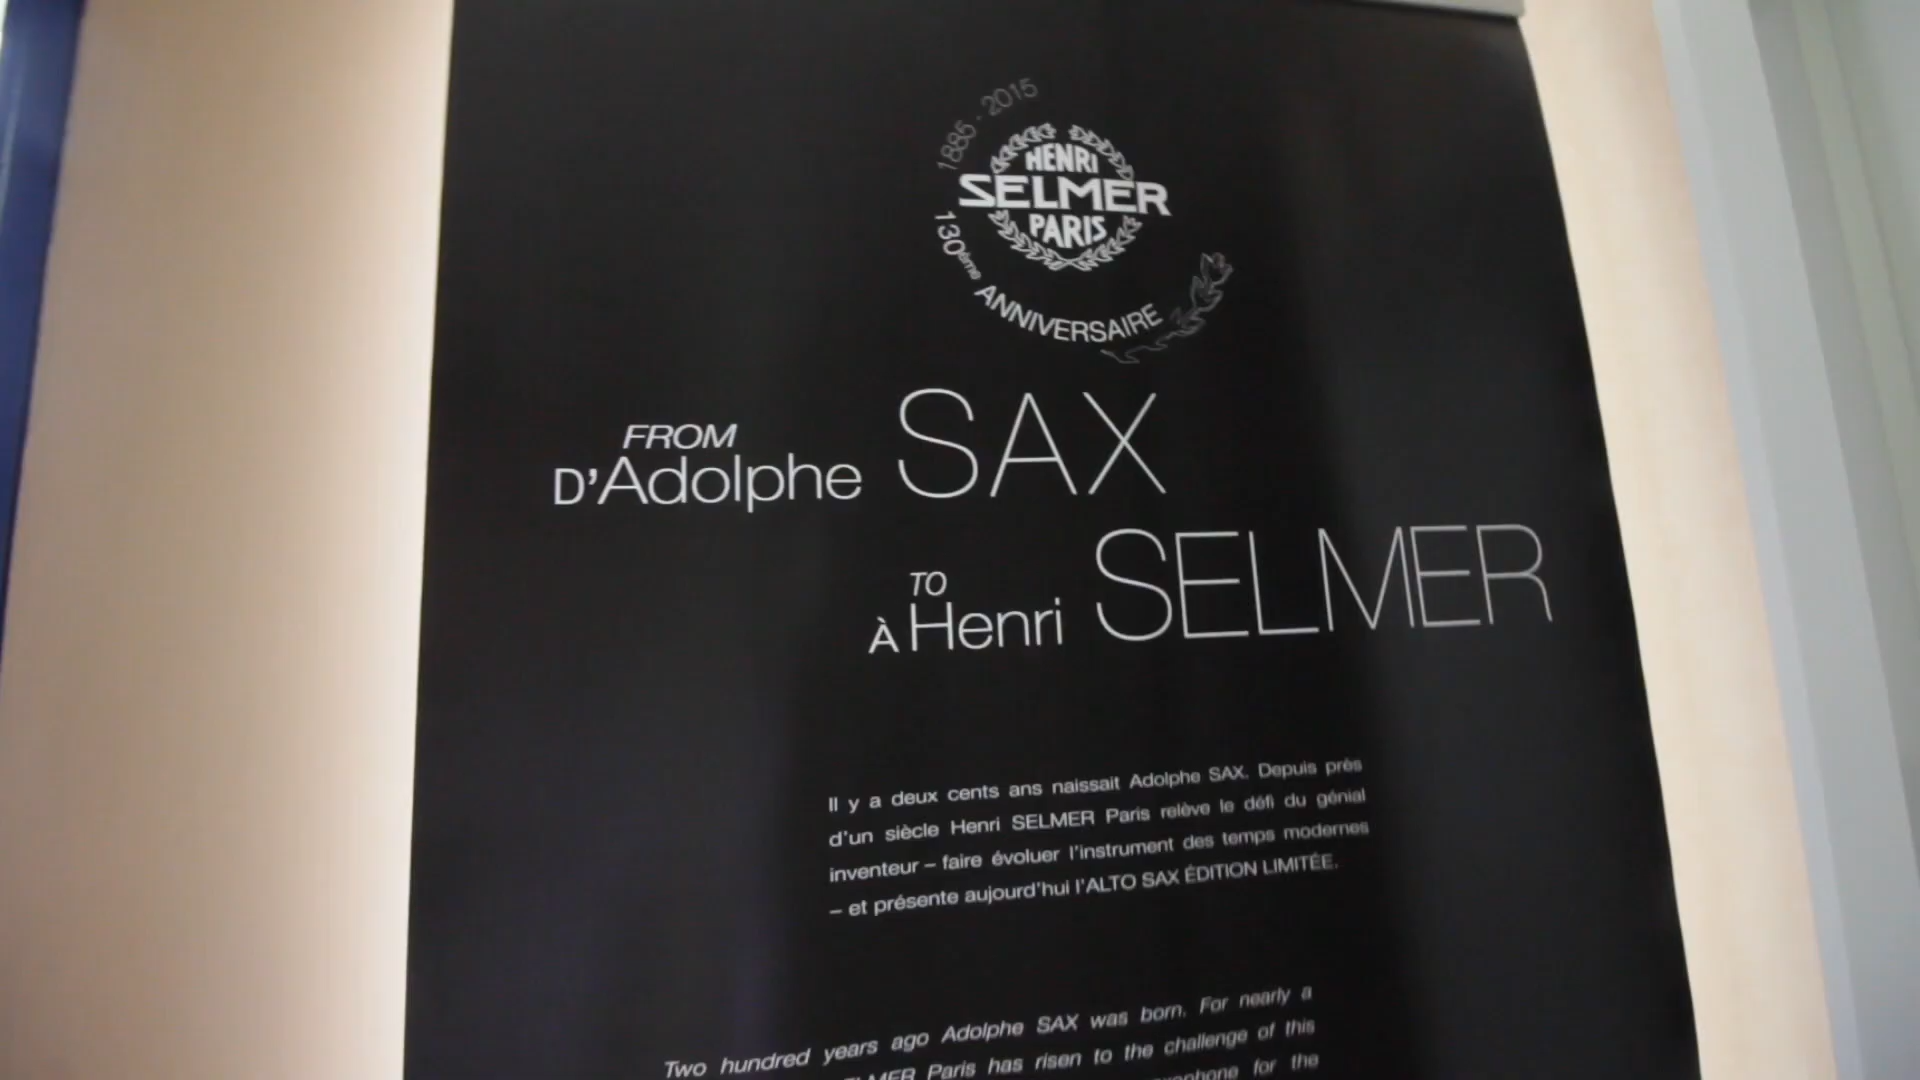 1885 - 2015
HENRI
SELMER
PARIS
130ème ANNIVERSAIRE
FROM
D'Adolphe SAX
TO
À Henri SELMER
Il y a deux cents ans naissait Adolphe SAX. Depuis près
d'un siècle Henri SELMER Paris relève le défi du génial
inventeur – faire évoluer l'instrument des temps modernes
– et présente aujourd'hui l'ALTO SAX ÉDITION LIMITÉE.
Two hundred years ago Adolphe SAX was born. For nearly a
Paris has risen to the challenge of this
for the